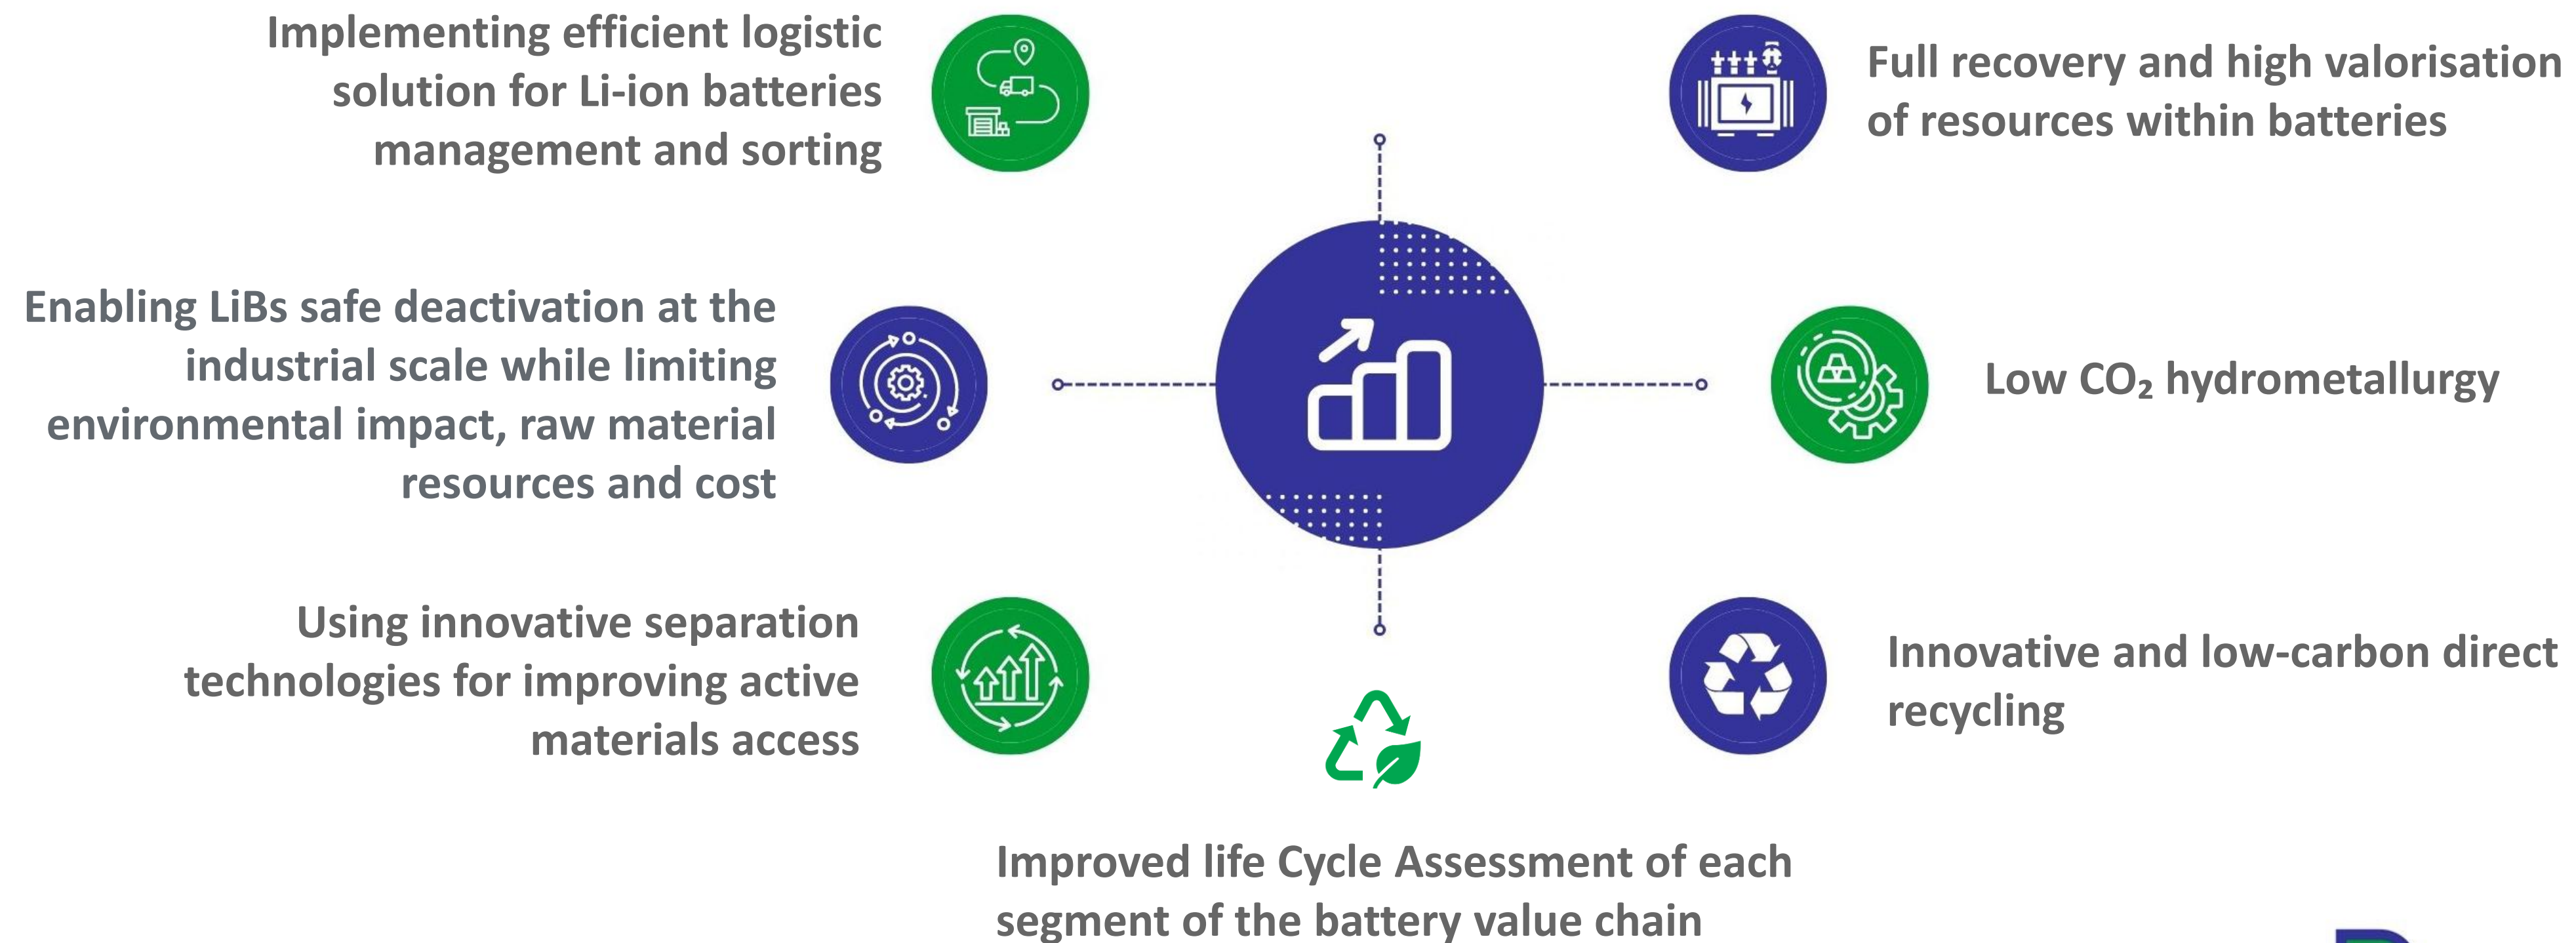 Implementing efficient logistic
solution for Li-ion batteries
management and sorting
Enabling LiBs safe deactivation at the
industrial scale while limiting
environmental impact, raw material
resources and cost
Using innovative separation
technologies for improving active
materials access
Full recovery and high valorisation
of resources within batteries
Low CO₂ hydrometallurgy
Innovative and low-carbon direct
recycling
Improved life Cycle Assessment of each
segment of the battery value chain